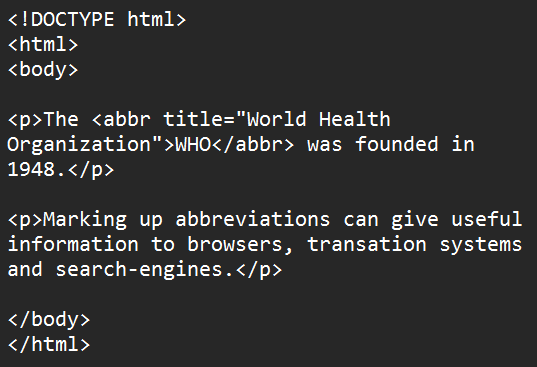 <!DOCTYPE html>
<html>
<body>
<p>The <abbr title="World Health
Organization">WHO</abbr> was founded in
1948.</p>
<p>Marking up abbreviations can give useful
information to browsers, transation systems
and search-engines.</p>
</body>
</html>